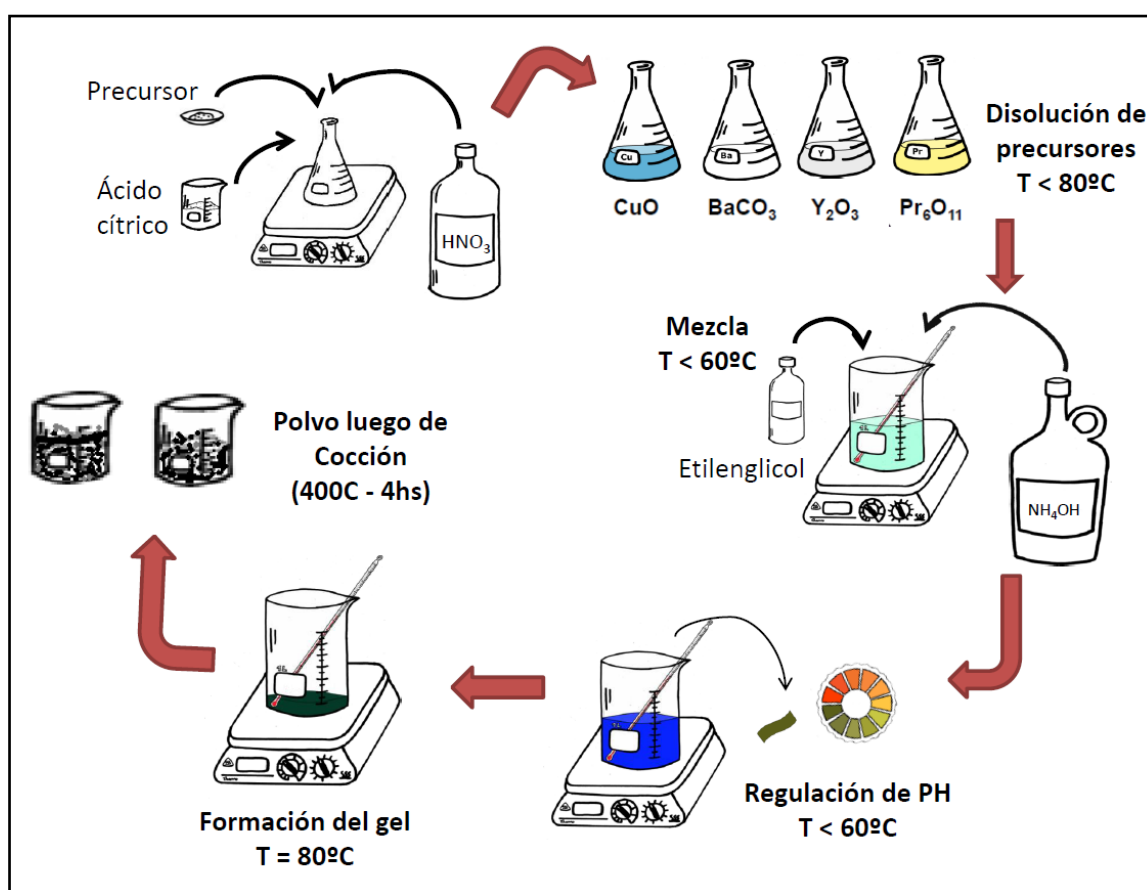 Precursor
Ácido
cítrico
HNO3
Cu
Ba
Y
Pr
CuO
BaCO3
Y2O3
Pr6O11
Disolución de
precursores
T < 80ºC
Mezcla
T < 60ºC
Etilenglicol
NH4OH
Regulación de PH
T < 60ºC
Formación del gel
T = 80ºC
Polvo luego de
Cocción
(400C - 4hs)